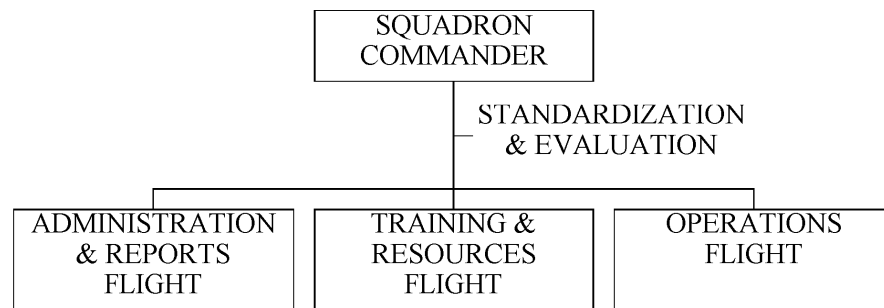 SQUADRON
COMMANDER
STANDARDIZATION
& EVALUATION
ADMINISTRATION
& REPORTS
FLIGHT
TRAINING &
RESOURCES
FLIGHT
OPERATIONS
FLIGHT